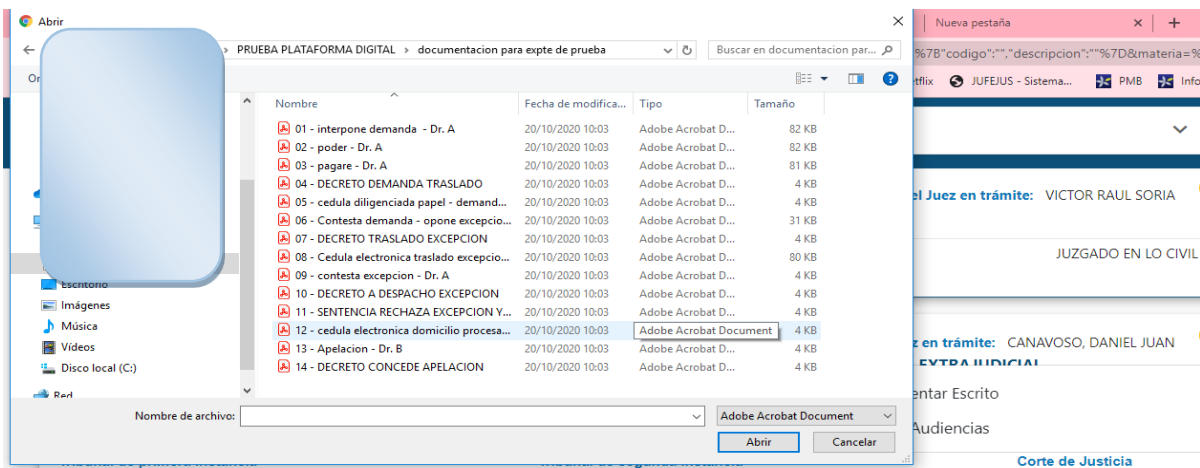 Abrir
Nueva pestaña
PRUEBA PLATAFORMA DIGITAL > documentacion para expte de prueba
Buscar en documentacion par...
%7B"codigo":"","descripcion":""%7D&materia=%
Or
etflix JUFEJUS - Sistema... PMB Info
Nombre Fecha de modifica... Tipo Tamaño
01 - interpone demanda - Dr. A 20/10/2020 10:03 Adobe Acrobat D... 82 KB
02 - poder - Dr. A 20/10/2020 10:03 Adobe Acrobat D... 82 KB
03 - pagare - Dr. A 20/10/2020 10:03 Adobe Acrobat D... 81 KB
04 - DECRETO DEMANDA TRASLADO 20/10/2020 10:03 Adobe Acrobat D... 4 KB
05 - cedula diligenciada papel - demand... 20/10/2020 10:03 Adobe Acrobat D... 4 KB
06 - Contesta demanda - opone excepcio... 20/10/2020 10:03 Adobe Acrobat D... 31 KB
07 - DECRETO TRASLADO EXCEPCION 20/10/2020 10:03 Adobe Acrobat D... 4 KB
08 - Cedula electronica traslado excepcio... 20/10/2020 10:03 Adobe Acrobat D... 80 KB
09 - contesta excepcion - Dr. A 20/10/2020 10:03 Adobe Acrobat D... 4 KB
10 - DECRETO A DESPACHO EXCEPCION 20/10/2020 10:03 Adobe Acrobat D... 4 KB
11 - SENTENCIA RECHAZA EXCEPCION Y... 20/10/2020 10:03 Adobe Acrobat D... 4 KB
12 - cedula electronica domicilio procesa... 20/10/2020 10:03 Adobe Acrobat Document 4 KB
13 - Apelacion - Dr. B 20/10/2020 10:03 Adobe Acrobat D... 4 KB
14 - DECRETO CONCEDE APELACION 20/10/2020 10:03 Adobe Acrobat D... 4 KB
Escritorio
Imágenes
Música
Vídeos
Disco local (C:)
Red
Nombre de archivo: Adobe Acrobat Document
Abrir Cancelar
el Juez en trámite: VICTOR RAUL SORIA
JUZGADO EN LO CIVIL
z en trámite: CANAVOSO, DANIEL JUAN
EXTRAJUDICIAL
entar Escrito
Audiencias
Corte de Justicia